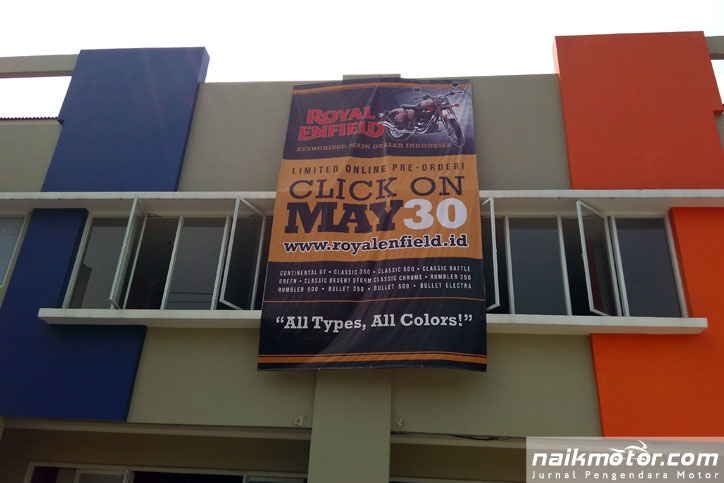 ROYAL
ENFIELD
AUTHORIZED MAIN DEALER INDONESIA
LIMITED ONLINE PRE-ORDER!
CLICK ON
MAY 30
www.royalenfield.id
CONTINENTAL GT • CLASSIC 350 • CLASSIC 500 • CLASSIC BATTLE
GREEN • CLASSIC DESERT STORM CLASSIC CHROME • RUMBLER 350
RUMBLER 500 • BULLET 350 • BULLET 500 • BULLET ELECTRA
“All Types, All Colors!”
naikmotor.com
Jurnal Pengendara Motor